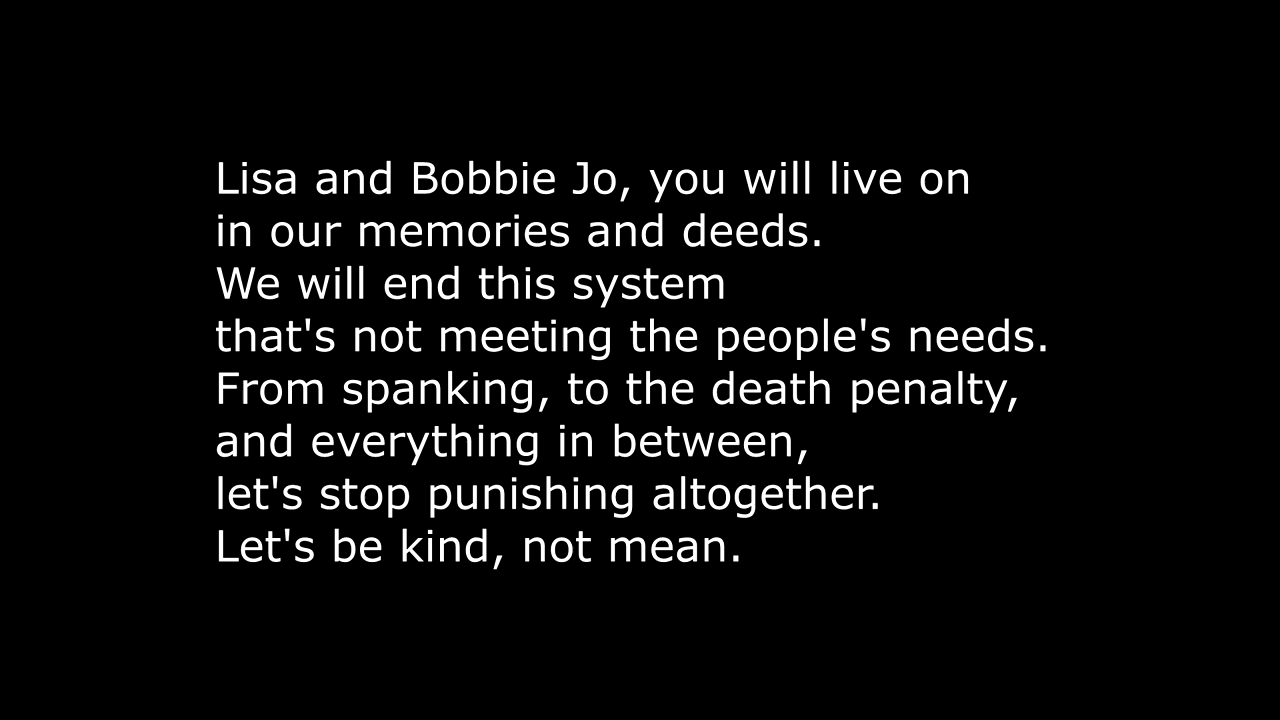 Lisa and Bobbie Jo, you will live on
in our memories and deeds.
We will end this system
that's not meeting the people's needs.
From spanking, to the death penalty,
and everything in between,
let's stop punishing altogether.
Let's be kind, not mean.